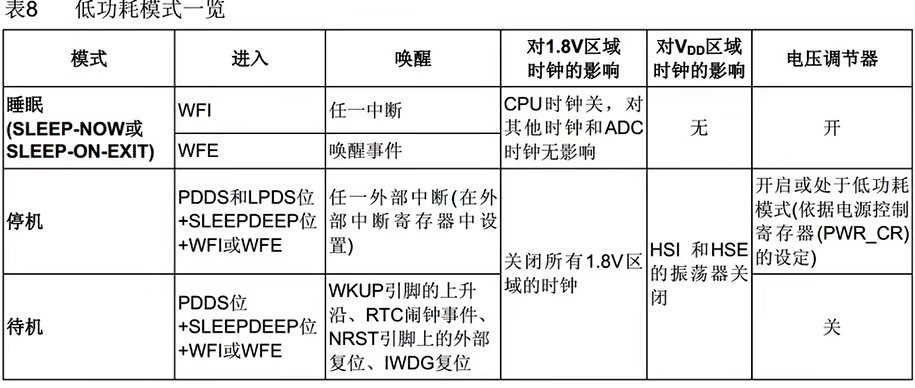 表8 低功耗模式一览
模式 进入 唤醒 对1.8V区域时钟的影响 对VDD区域时钟的影响 电压调节器
睡眠
(SLEEP-NOW或
SLEEP-ON-EXIT)
WFI
任一中断
WFE
唤醒事件
CPU时钟关，对
其他时钟和ADC
时钟无影响
无
开
停机
PDDS和LPDS位
+SLEEPDEEP位
+WFI或WFE
任一外部中断(在外
部中断寄存器中设
置)
关闭所有1.8V区
域的时钟
HSI 和HSE
的振荡器关
闭
开启或处于低功耗
模式(依据电源控制
寄存器(PWR_CR)
的设定)
待机
PDDS位
+SLEEPDEEP位
+WFI或WFE
WKUP引脚的上升
沿、RTC闹钟事件、
NRST引脚上的外部
复位、IWDG复位
关